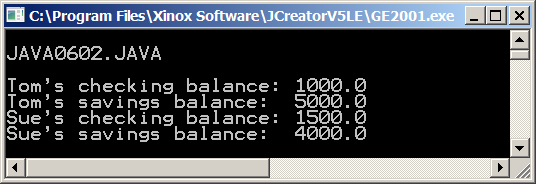 C:\Program Files\Xinox Software\JCreatorV5LE\GE2001.exe
JAVA0602.JAVA
Tom's checking balance: 1000.0
Tom's savings balance:  5000.0
Sue's checking balance: 1500.0
Sue's savings balance:  4000.0